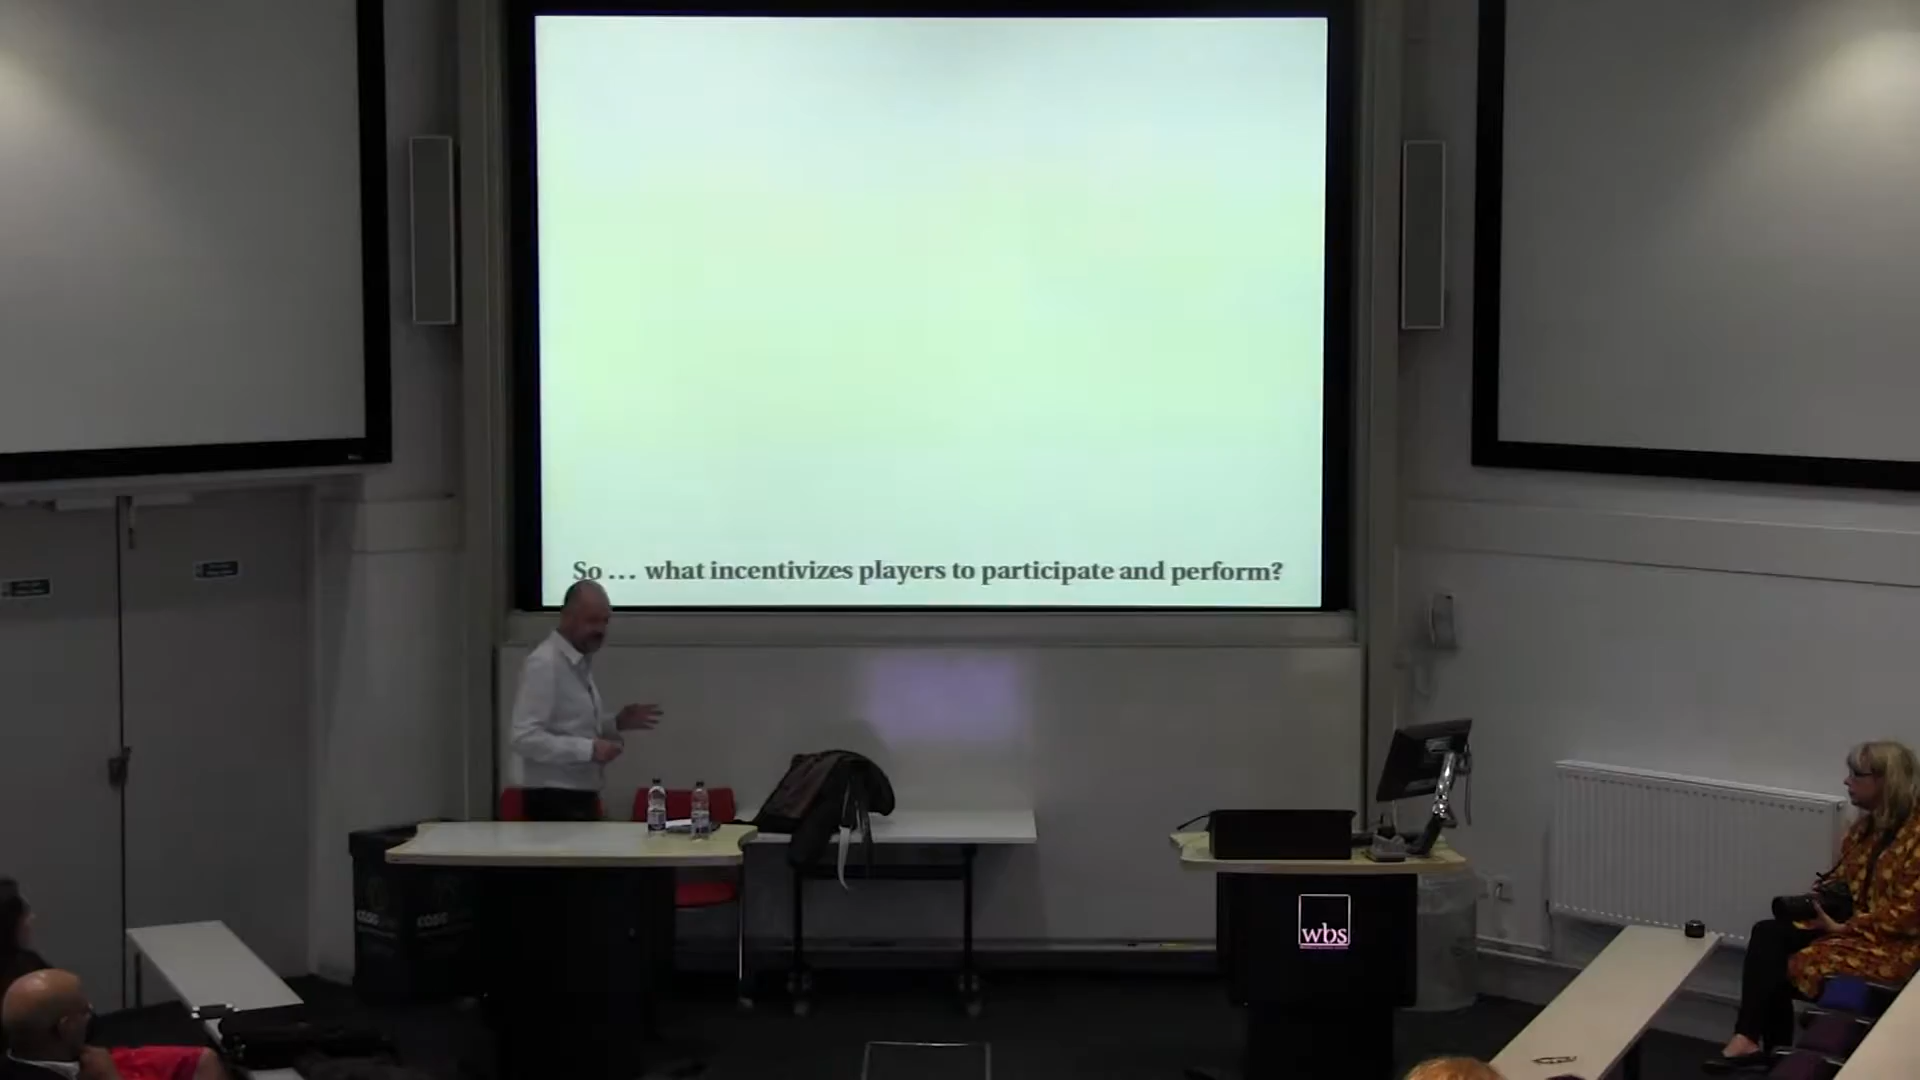 So ... what incentivizes players to participate and perform?
wbs